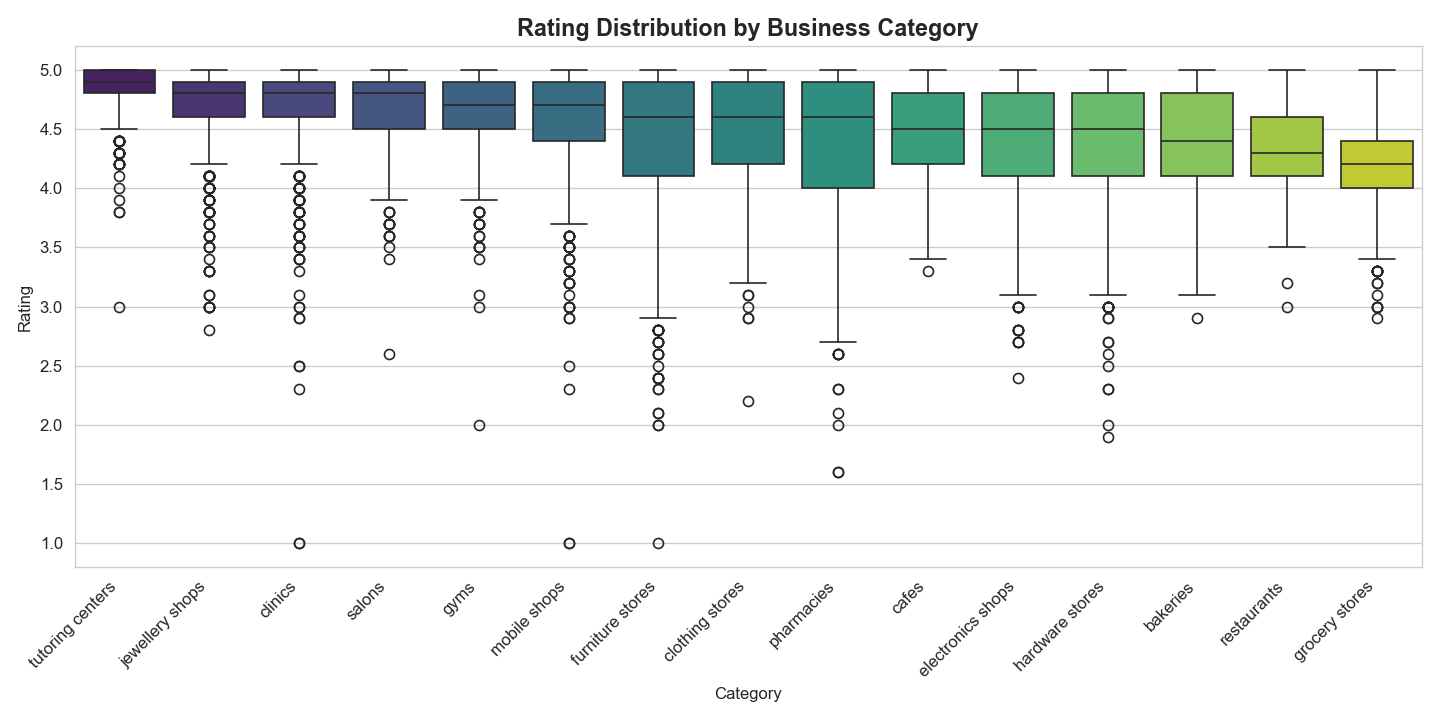 Rating Distribution by Business Category
5.0
4.5
4.0
3.5
3.0
2.5
2.0
1.5
1.0
Rating
tutoring centers
jewellery shops
clinics
salons
gyms
mobile shops
furniture stores
clothing stores
pharmacies
cafes
electronics shops
hardware stores
bakeries
restaurants
grocery stores
Category